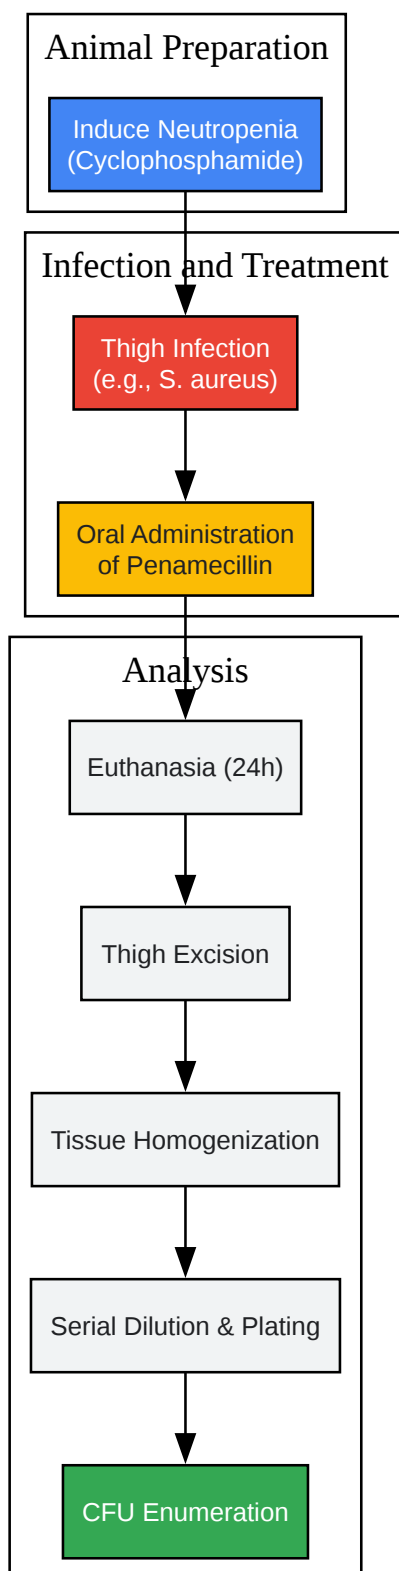 Animal Preparation
Induce Neutropenia
(Cyclophosphamide)
Infection and Treatment
Thigh Infection
(e.g., S. aureus)
Oral Administration
of Penamecillin
Analysis
Euthanasia (24h)
Thigh Excision
Tissue Homogenization
Serial Dilution & Plating
CFU Enumeration